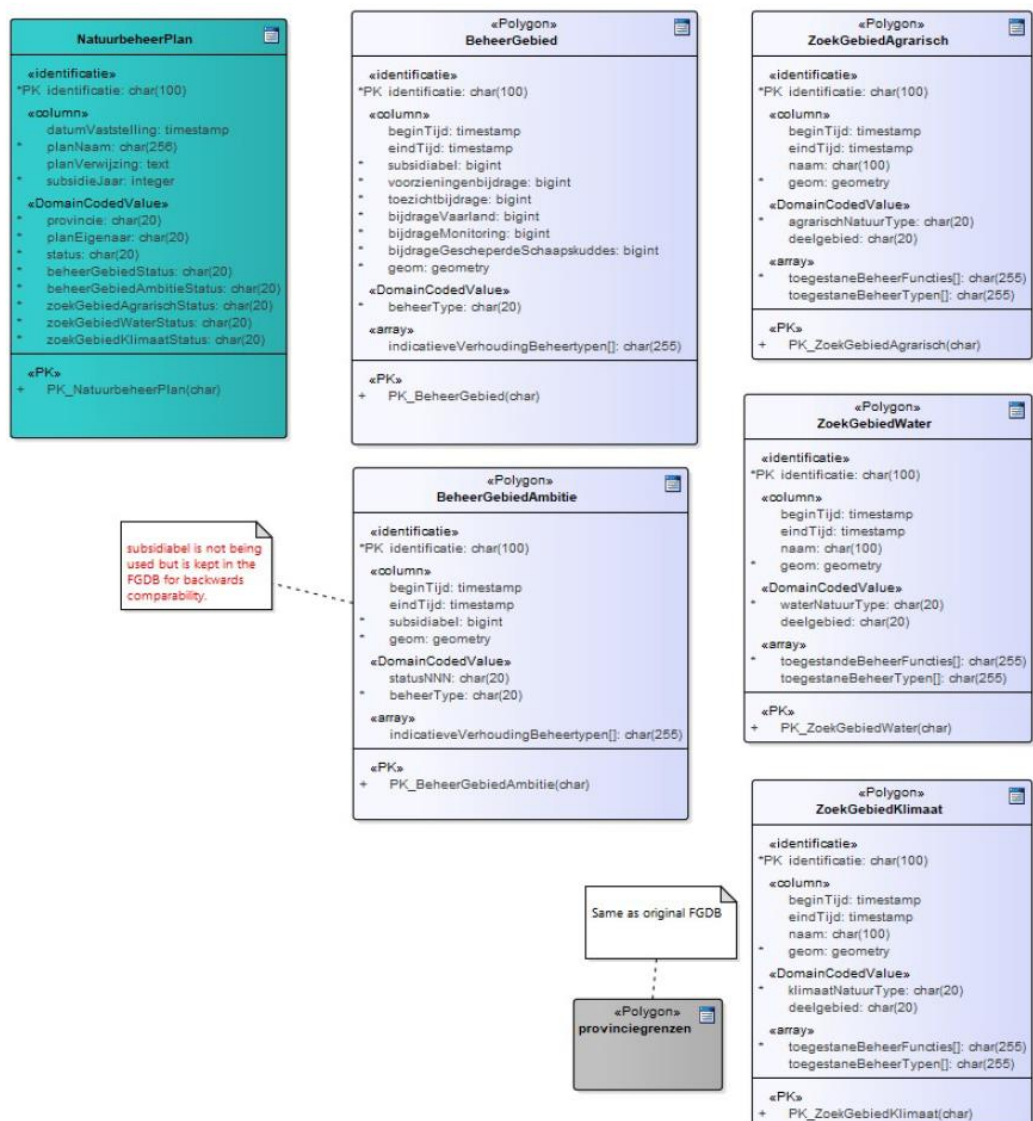 NatuurbeheerPlan
«identificatie»
*PK identificatie: char(100)
«column»
datumVaststelling: timestamp
* planNaam: char(256)
planVerwijzing: text
* subsidieJaar: integer
«DomainCodedValue»
* provincie: char(20)
* planEigenaar: char(20)
* status: char(20)
* beheerGebiedStatus: char(20)
* beheerGebiedAmbitieStatus: char(20)
* zoekGebiedAgrarischStatus: char(20)
* zoekGebiedWaterStatus: char(20)
* zoekGebiedKlimaatStatus: char(20)
«PK»
+ PK_NatuurbeheerPlan(char)
«Polygon»
BeheerGebied
«identificatie»
*PK identificatie: char(100)
«column»
beginTijd: timestamp
eindTijd: timestamp
* subsidiabel: bigint
* voorzieningenbijdrage: bigint
* toezichtbijdrage: bigint
* bijdrageVaarland: bigint
* bijdrageMonitoring: bigint
* bijdrageGescheperdeSchaapskuddes: bigint
* geom: geometry
«DomainCodedValue»
* beheerType: char(20)
«array»
indicatieveVerhoudingBeheertypen[]: char(255)
«PK»
+ PK_BeheerGebied(char)
«Polygon»
ZoekGebiedAgrarisch
«identificatie»
*PK identificatie: char(100)
«column»
beginTijd: timestamp
eindTijd: timestamp
naam: char(100)
* geom: geometry
«DomainCodedValue»
* agrarischNatuurType: char(20)
deelgebied: char(20)
«array»
* toegestaneBeheerFuncties[]: char(255)
toegestaneBeheerTypen[]: char(255)
«PK»
+ PK_ZoekGebiedAgrarisch(char)
«Polygon»
ZoekGebiedWater
«identificatie»
*PK identificatie: char(100)
«column»
beginTijd: timestamp
eindTijd: timestamp
naam: char(100)
* geom: geometry
«DomainCodedValue»
* waterNatuurType: char(20)
deelgebied: char(20)
«array»
* toegestandeBeheerFuncties[]: char(255)
toegestaneBeheerTypen[]: char(255)
«PK»
+ PK_ZoekGebiedWater(char)
subsidiabel is not being
used but is kept in the
FGDB for backwards
comparability.
«Polygon»
BeheerGebiedAmbitie
«identificatie»
*PK identificatie: char(100)
«column»
beginTijd: timestamp
eindTijd: timestamp
* subsidiabel: bigint
* geom: geometry
«DomainCodedValue»
statusNNN: char(20)
* beheerType: char(20)
«array»
indicatieveVerhoudingBeheertypen[]: char(255)
«PK»
+ PK_BeheerGebiedAmbitie(char)
Same as original FGDB
«Polygon»
provinciegrenzen
«Polygon»
ZoekGebiedKlimaat
«identificatie»
*PK identificatie: char(100)
«column»
beginTijd: timestamp
eindTijd: timestamp
naam: char(100)
* geom: geometry
«DomainCodedValue»
* klimaatNatuurType: char(20)
deelgebied: char(20)
«array»
* toegestaneBeheerFuncties[]: char(255)
toegestaneBeheerTypen[]: char(255)
«PK»
+ PK_ZoekGebiedKlimaat(char)